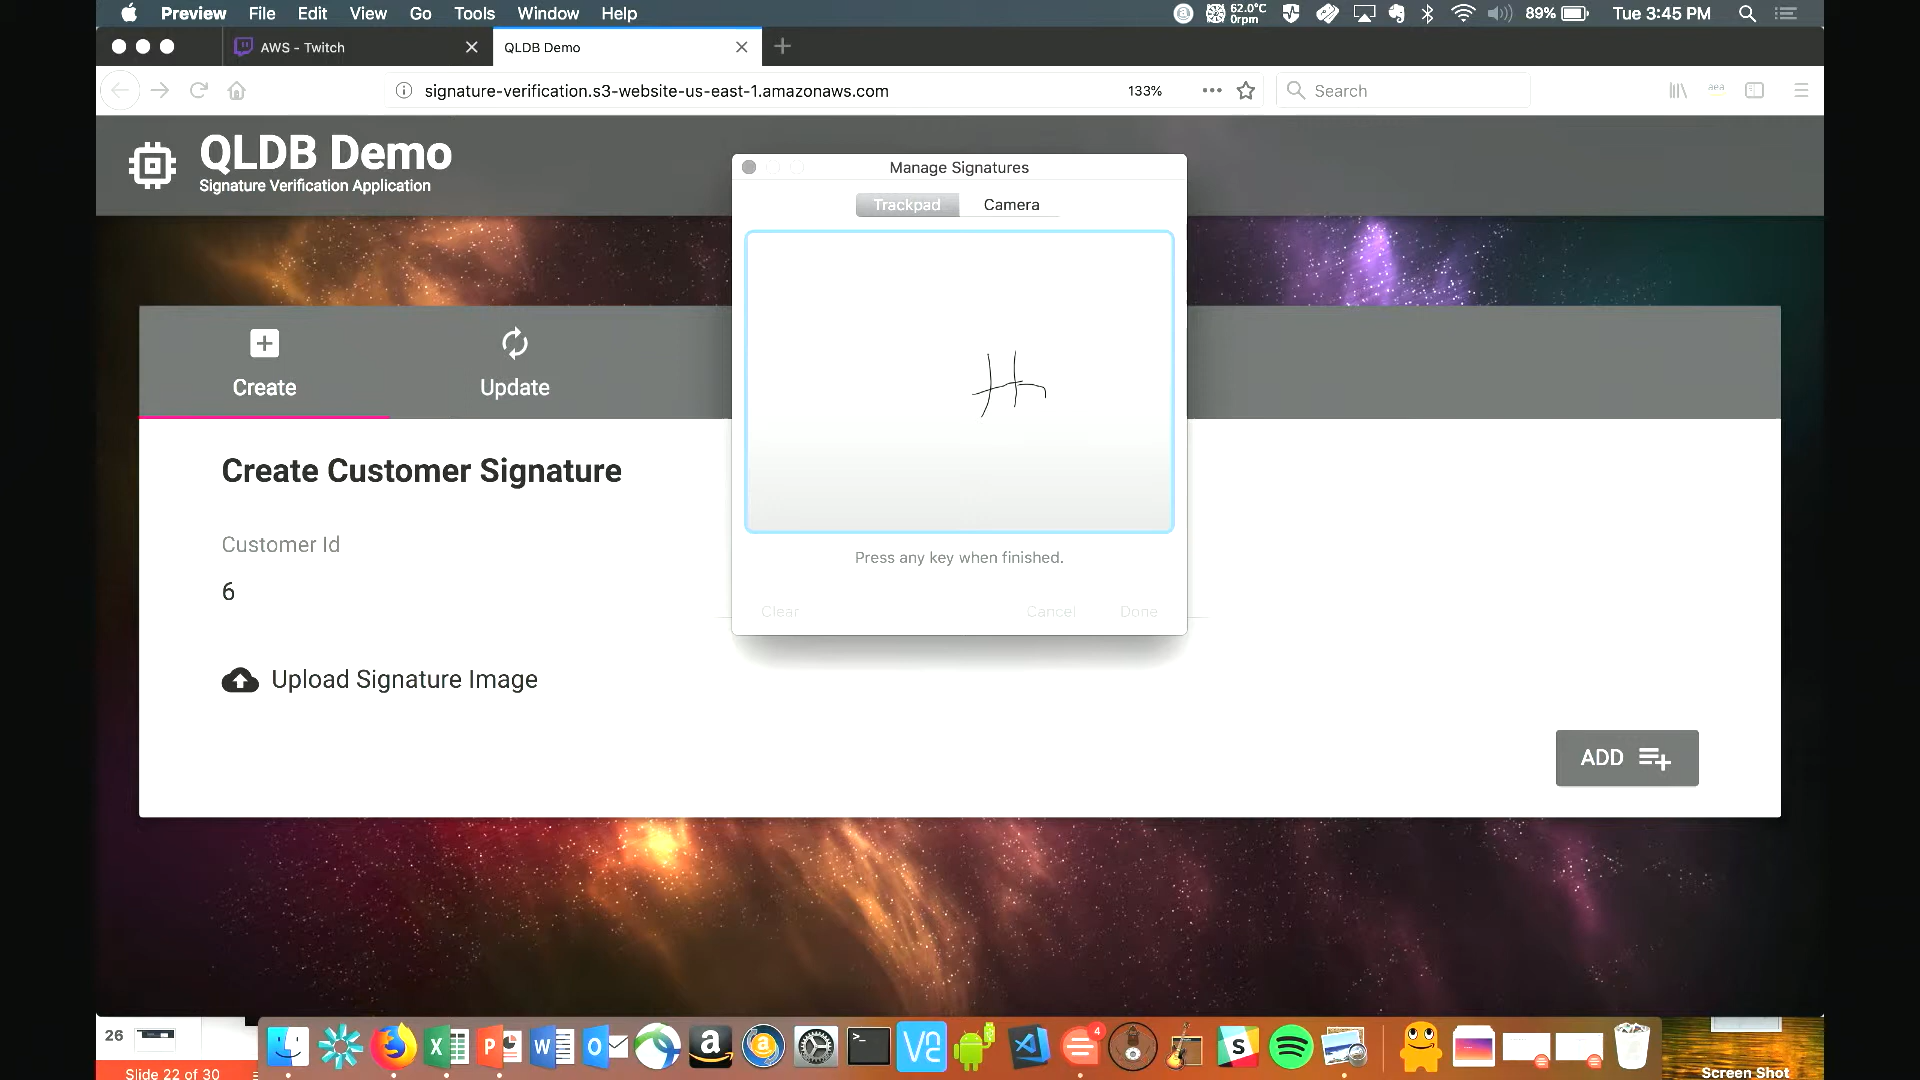 Preview File Edit View Go Tools Window Help
62.0°C
0rpm
89% Tue 3:45 PM
AWS - Twitch
QLDB Demo
signature-verification.s3-website-us-east-1.amazonaws.com
133%
Search
aea
QLDB Demo
Signature Verification Application
Manage Signatures
Trackpad Camera
Create
Update
Create Customer Signature
Customer Id
6
Press any key when finished.
Clear Cancel Done
Upload Signature Image
ADD
26
Slide 22 of 30
4
Screen Shot